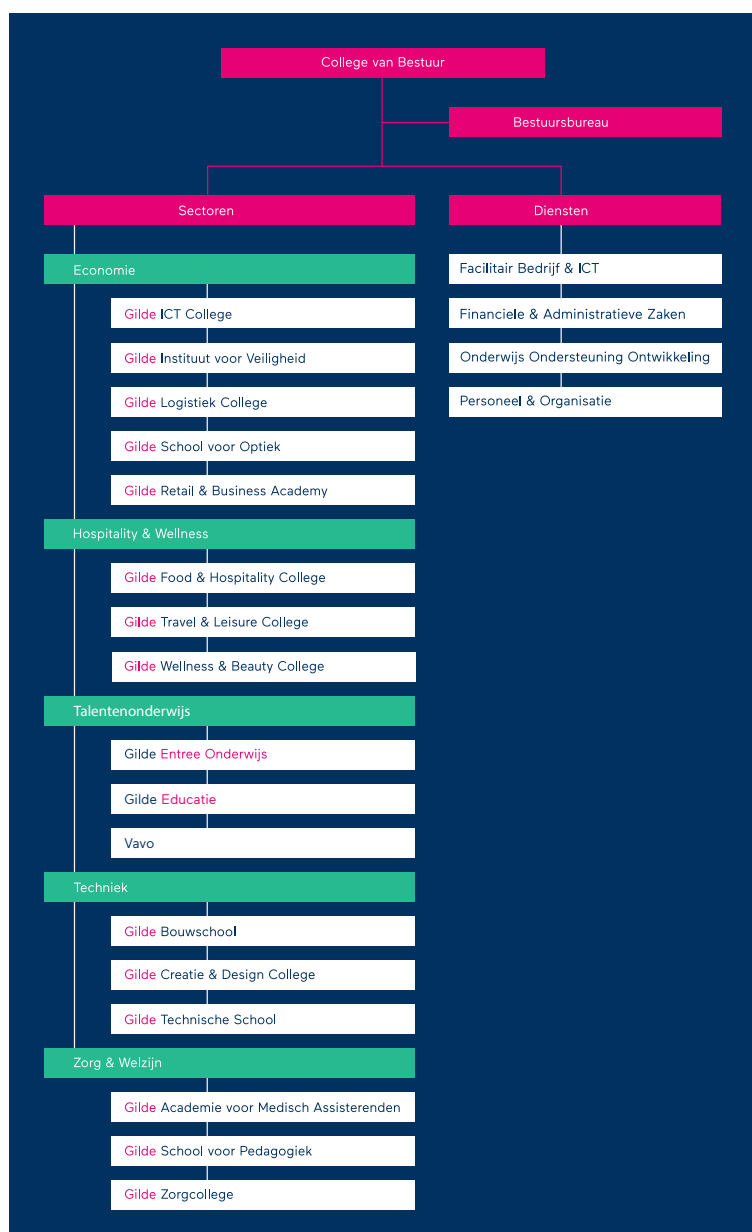 College van Bestuur
Bestuursbureau
Sectoren
Economie
Gilde ICT College
Gilde Instituut voor Veiligheid
Gilde Logistiek College
Gilde School voor Optiek
Gilde Retail & Business Academy
Hospitality & Wellness
Gilde Food & Hospitality College
Gilde Travel & Leisure College
Gilde Wellness & Beauty College
Talentenonderwijs
Gilde Entree Onderwijs
Gilde Educatie
Vavo
Techniek
Gilde Bouwschool
Gilde Creatie & Design College
Gilde Technische School
Zorg & Welzijn
Gilde Academie voor Medisch Assisterenden
Gilde School voor Pedagogiek
Gilde Zorgcollege
Diensten
Facilitair Bedrijf & ICT
Financiele & Administratieve Zaken
Onderwijs Ondersteuning Ontwikkeling
Personeel & Organisatie